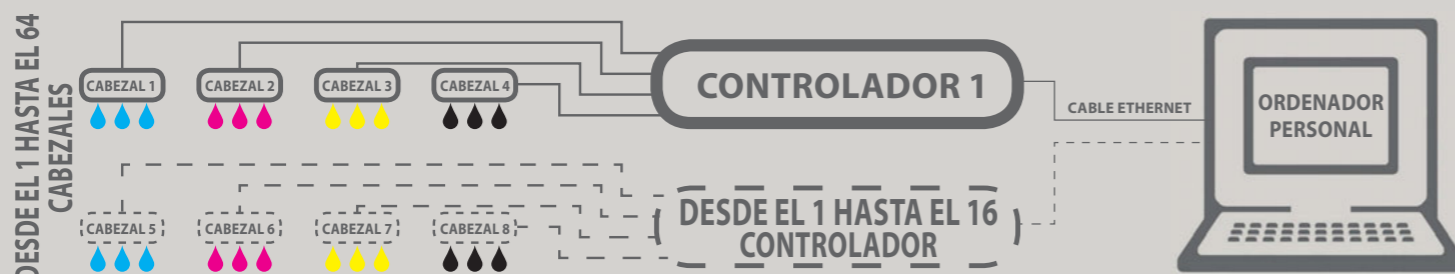 DESDE EL 1 HASTA EL 64
CABEZALES
CABEZAL 1
CABEZAL 2
CABEZAL 3
CABEZAL 4
CONTROLADOR 1
CABLE ETHERNET
ORDENADOR
PERSONAL
CABEZAL 5
CABEZAL 6
CABEZAL 7
CABEZAL 8
DESDE EL 1 HASTA EL 16
CONTROLADOR